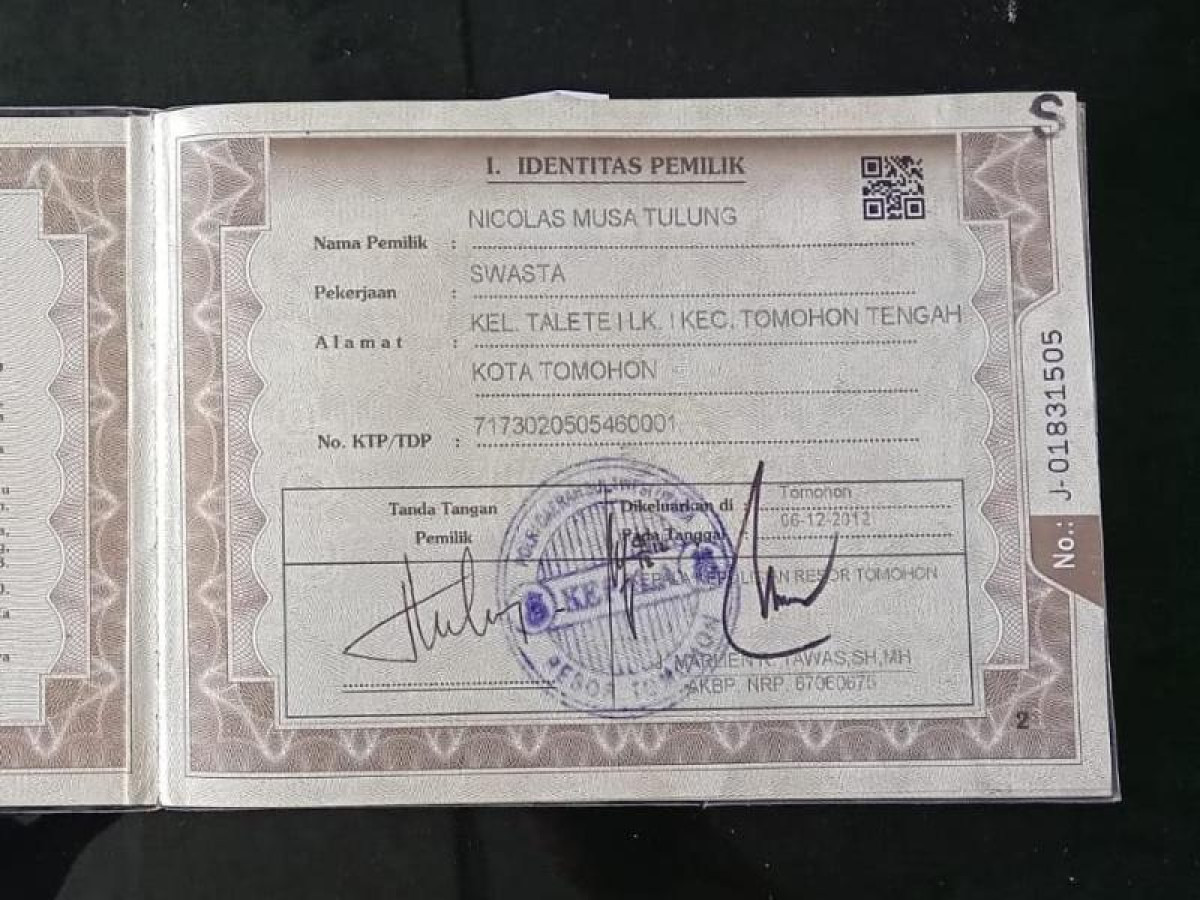 S
I. IDENTITAS PEMILIK
Nama Pemilik : NICOLAS MUSA TULUNG
Pekerjaan : SWASTA
Alamat : KEL. TALETE I LK. I KEC. TOMOHON TENGAH
KOTA TOMOHON
No. KTP/TDP : 7173020505460001
Tanda Tangan
Pemilik
Dikeluarkan di : Tomohon
Pada Tanggal : 06-12-2012
KEPALA KEPOLISIAN RESOR TOMOHON
MARLIEN R. TAWAS,SH,MH
AKBP NRP. 67060675
RESOR TOMOHON
2
No.: J-01831505